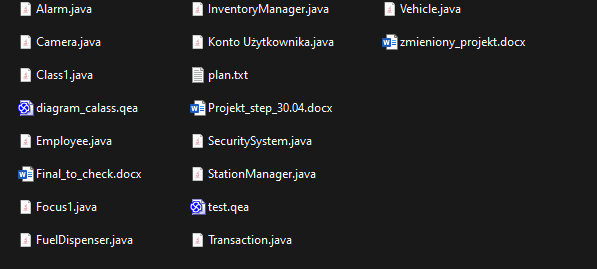 Alarm.java
Camera.java
Class1.java
diagram_calass.qea
Employee.java
Final_to_check.docx
Focus1.java
FuelDispenser.java
InventoryManager.java
Konto Użytkownika.java
plan.txt
Projekt_step_30.04.docx
SecuritySystem.java
StationManager.java
test.qea
Transaction.java
Vehicle.java
zmieniony_projekt.docx